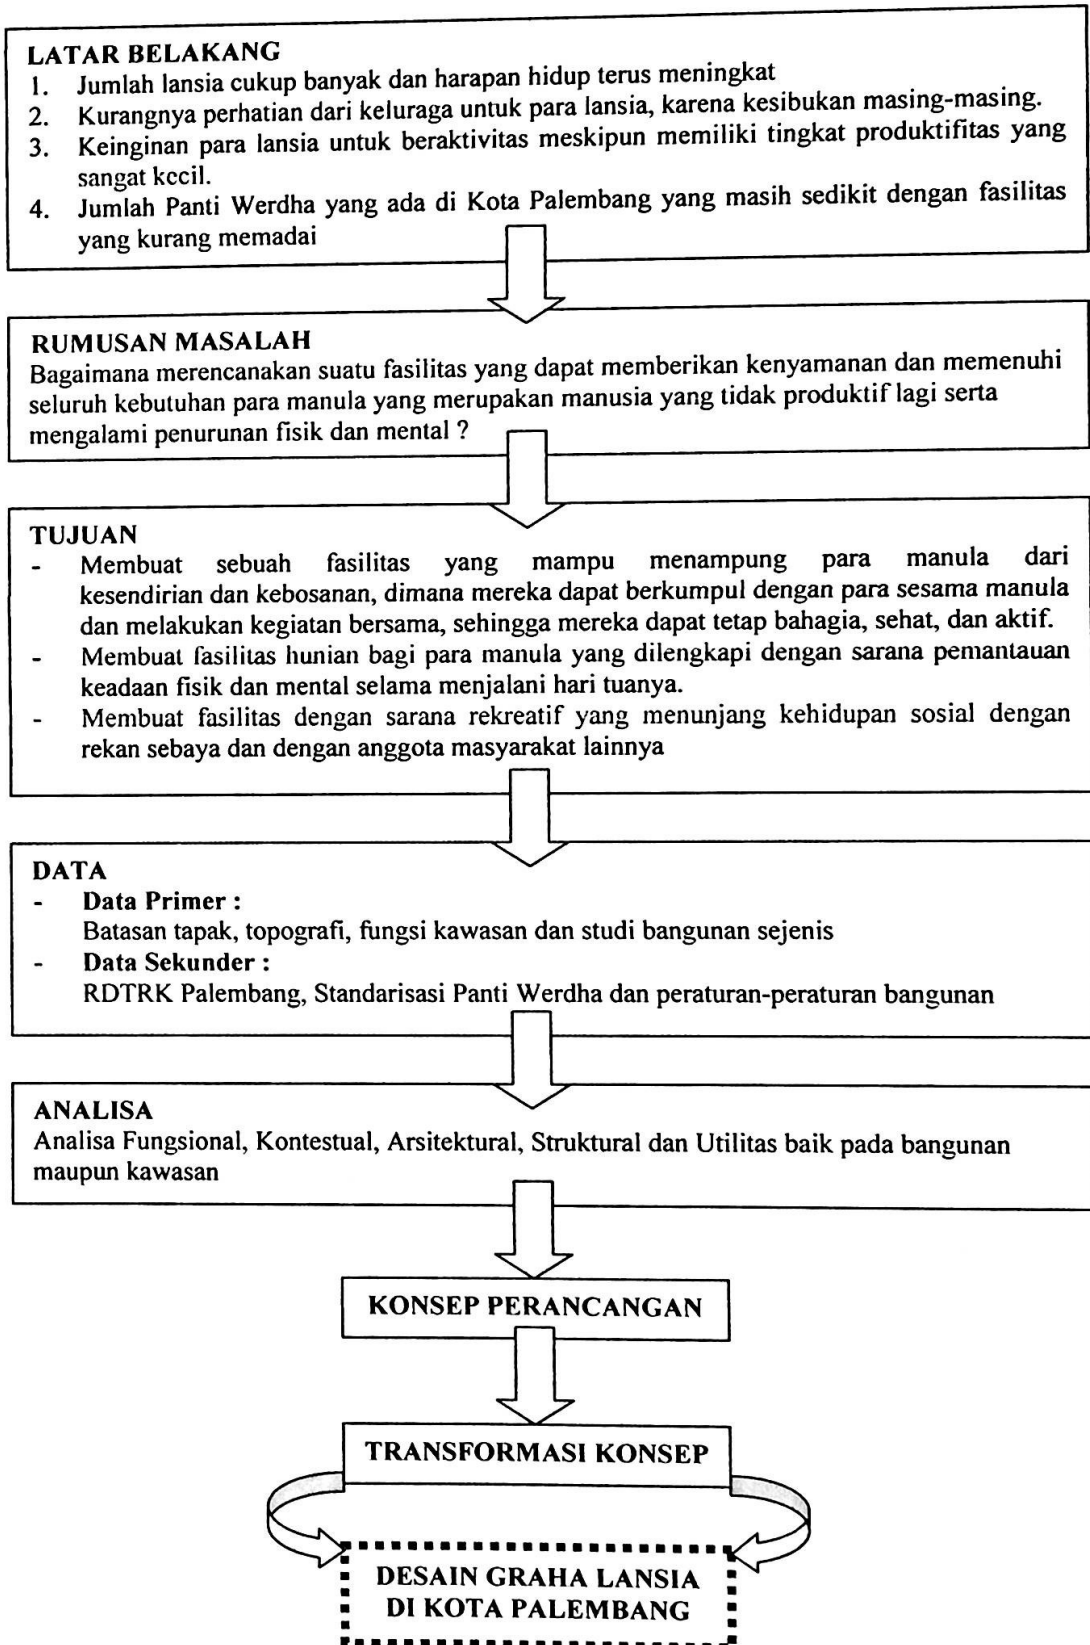 LATAR BELAKANG
1. Jumlah lansia cukup banyak dan harapan hidup terus meningkat
2. Kurangnya perhatian dari keluraga untuk para lansia, karena kesibukan masing-masing.
3. Keinginan para lansia untuk beraktivitas meskipun memiliki tingkat produktifitas yang
sangat kecil.
4. Jumlah Panti Werdha yang ada di Kota Palembang yang masih sedikit dengan fasilitas
yang kurang memadai
RUMUSAN MASALAH
Bagaimana merencanakan suatu fasilitas yang dapat memberikan kenyamanan dan memenuhi
seluruh kebutuhan para manula yang merupakan manusia yang tidak produktif lagi serta
mengalami penurunan fisik dan mental ?
TUJUAN
- Membuat sebuah fasilitas yang mampu menampung para manula dari
kesendirian dan kebosanan, dimana mereka dapat berkumpul dengan para sesama manula
dan melakukan kegiatan bersama, sehingga mereka dapat tetap bahagia, sehat, dan aktif.
- Membuat fasilitas hunian bagi para manula yang dilengkapi dengan sarana pemantauan
keadaan fisik dan mental selama menjalani hari tuanya.
- Membuat fasilitas dengan sarana rekreatif yang menunjang kehidupan sosial dengan
rekan sebaya dan dengan anggota masyarakat lainnya
DATA
- Data Primer :
Batasan tapak, topografi, fungsi kawasan dan studi bangunan sejenis
- Data Sekunder :
RDTRK Palembang, Standarisasi Panti Werdha dan peraturan-peraturan bangunan
ANALISA
Analisa Fungsional, Kontestual, Arsitektural, Struktural dan Utilitas baik pada bangunan
maupun kawasan
KONSEP PERANCANGAN
TRANSFORMASI KONSEP
DESAIN GRAHA LANSIA
DI KOTA PALEMBANG